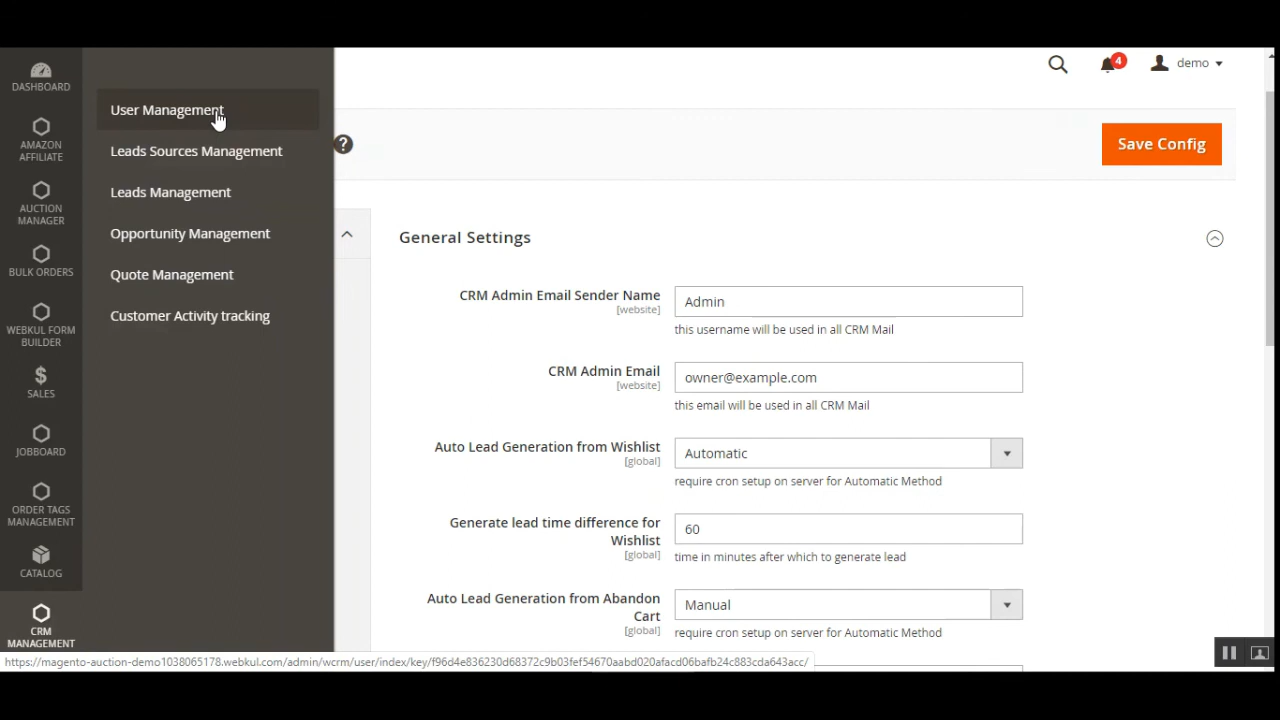 DASHBOARD
AMAZON
AFFILIATE
AUCTION
MANAGER
BULK ORDERS
WEBKUL FORM
BUILDER
$
SALES
JOBBOARD
ORDER TAGS
MANAGEMENT
CATALOG
CRM
MANAGEMENT
User Management
Leads Sources Management
Leads Management
Opportunity Management
Quote Management
Customer Activity tracking
4
demo
?
Save Config
General Settings
CRM Admin Email Sender Name
[website]
Admin
this username will be used in all CRM Mail
CRM Admin Email
[website]
owner@example.com
this email will be used in all CRM Mail
Auto Lead Generation from Wishlist
[global]
Automatic
require cron setup on server for Automatic Method
Generate lead time difference for
Wishlist
[global]
60
time in minutes after which to generate lead
Auto Lead Generation from Abandon
Cart
[global]
Manual
require cron setup on server for Automatic Method
https://magento-auction-demo1038065178.webkul.com/admin/wcrm/user/index/key/f96d4e836230d68372c9b03fef54670aabd020afacd06bafb24c883cda643acc/